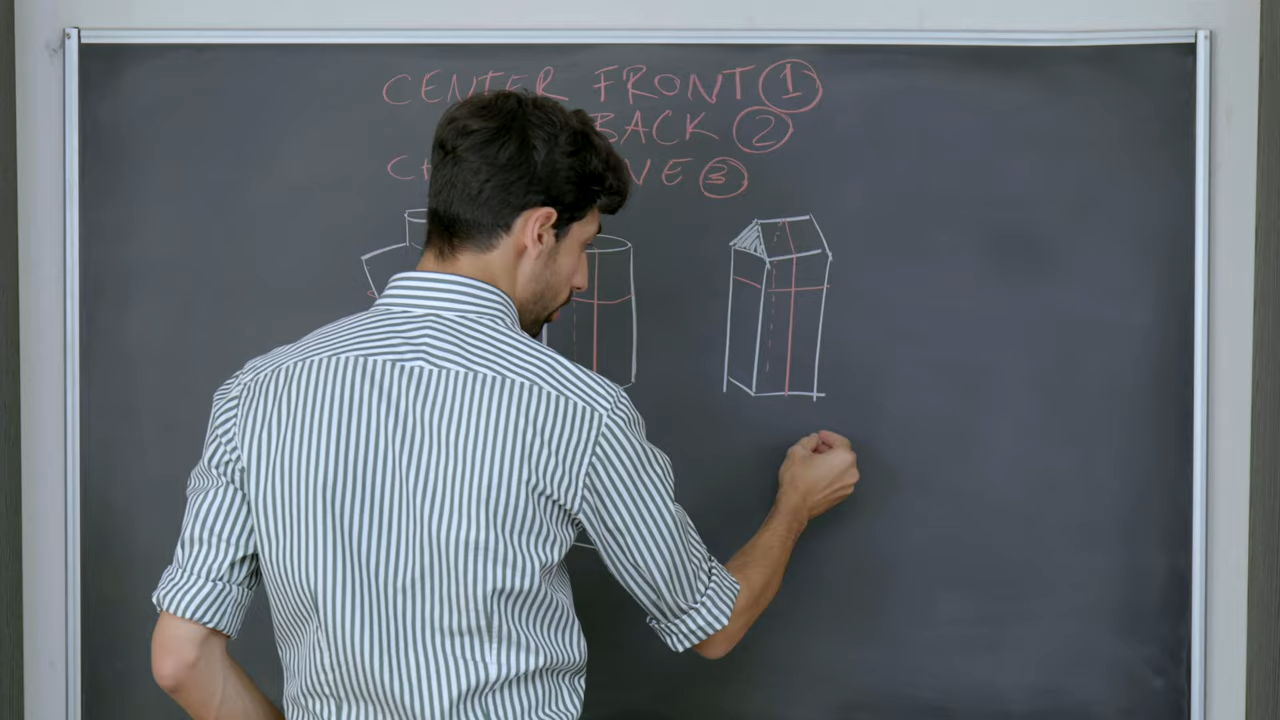 CENTER FRONT ①
BACK ②
③